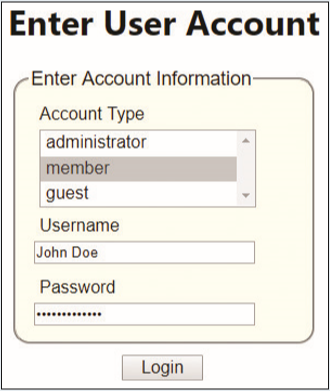 Enter User Account
Enter Account Information
Account Type
administrator
member
guest
Username
John Doe
Password
•••••••••••••
Login